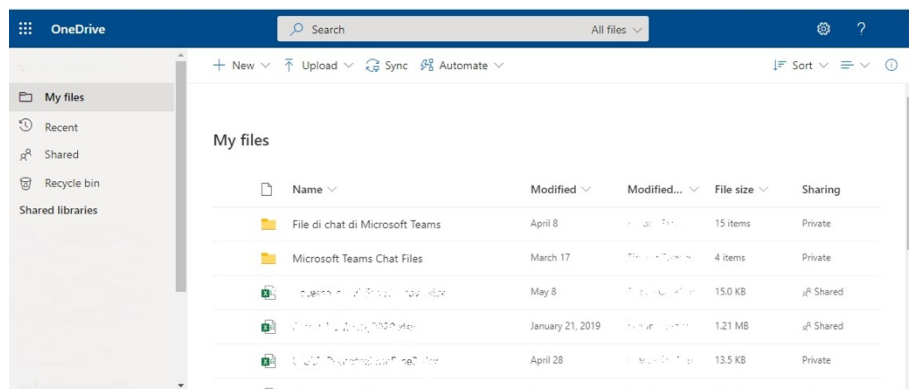 OneDrive
Search All files
New Upload Sync Automate Sort
My files
Recent
Shared
Recycle bin
Shared libraries
My files
Name Modified Modified... File size Sharing
File di chat di Microsoft Teams April 8 15 items Private
Microsoft Teams Chat Files March 17 4 items Private
May 8 15.0 KB Shared
January 21, 2019 1.21 MB Shared
April 28 13.5 KB Private